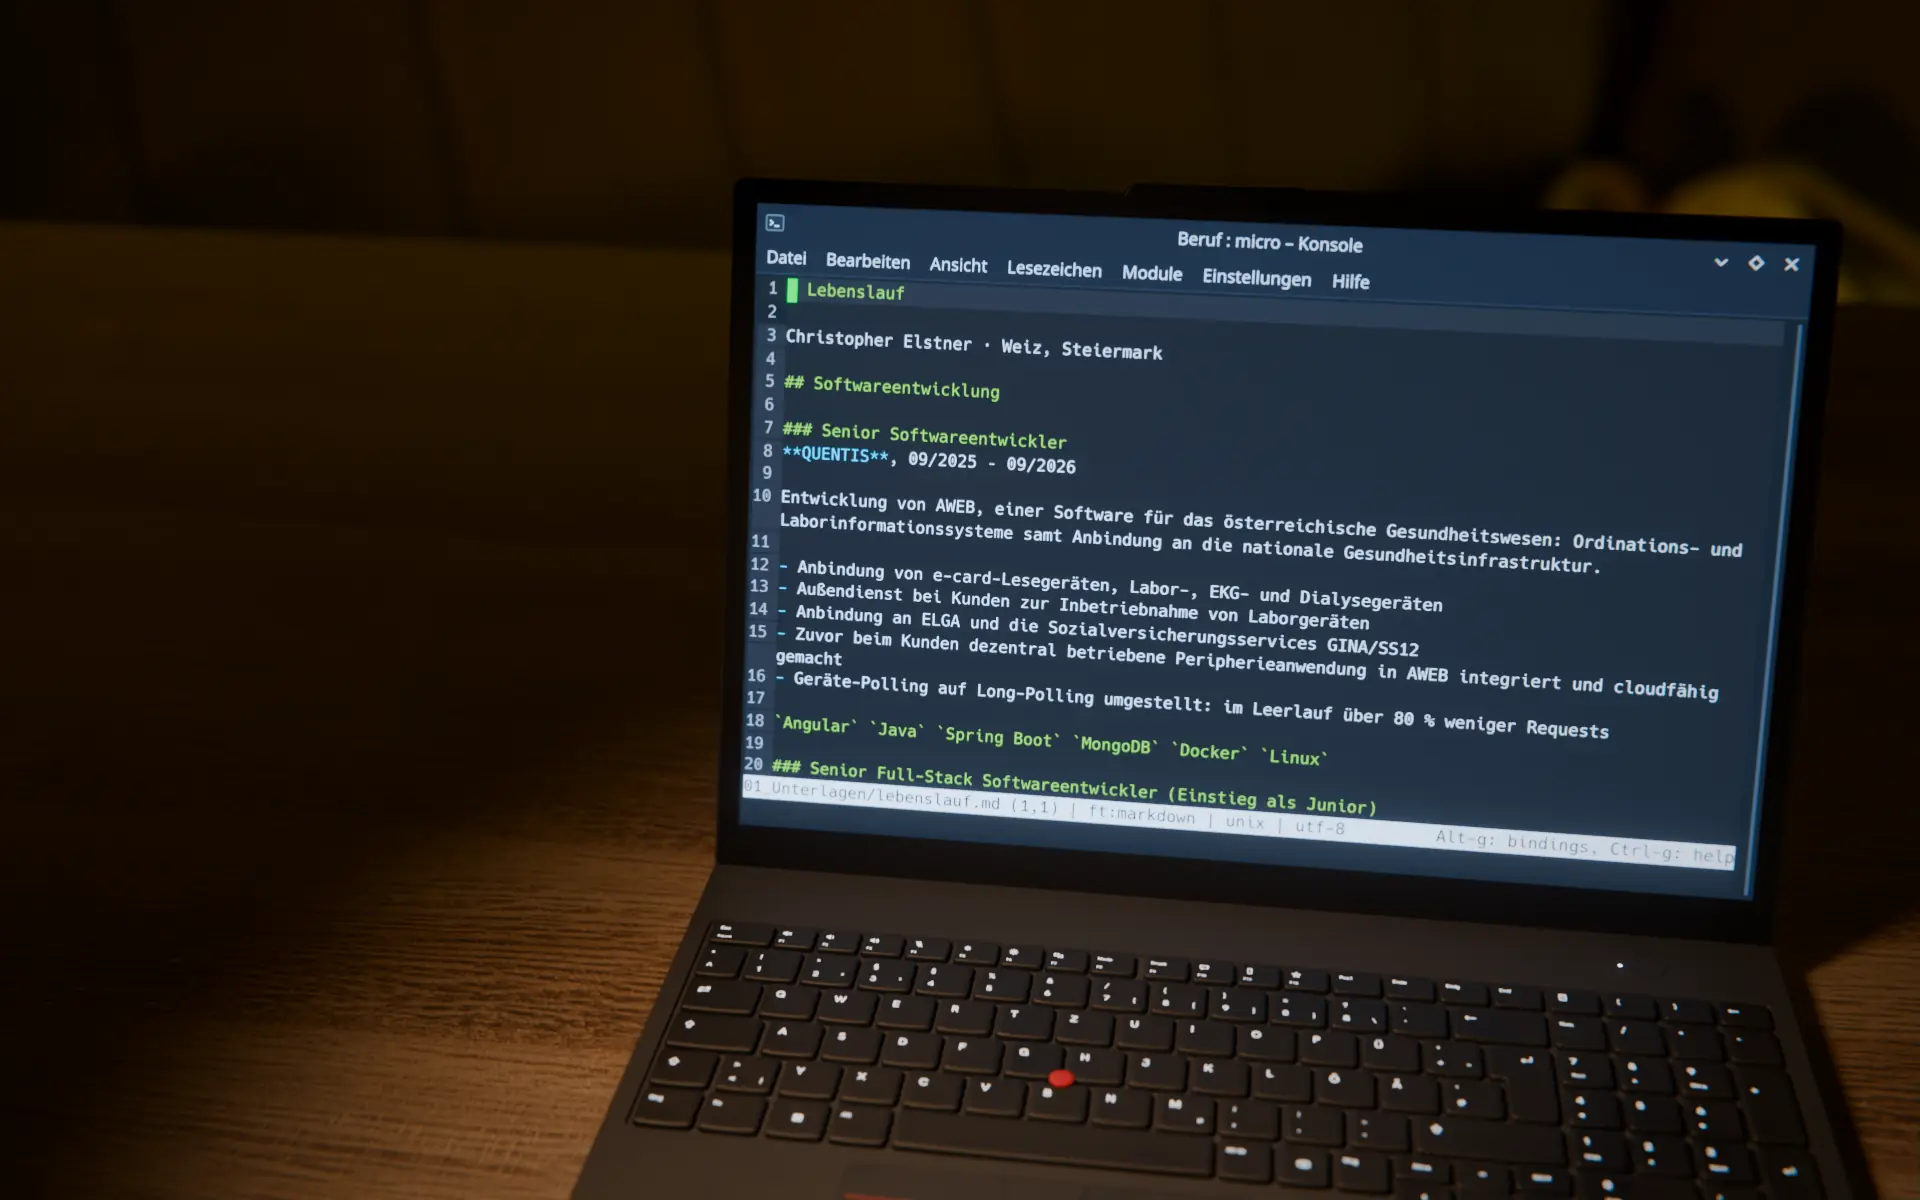 Beruf : micro – Konsole
Datei Bearbeiten Ansicht Lesezeichen Module Einstellungen Hilfe
1 Lebenslauf
2
3 Christopher Elstner · Weiz, Steiermark
4
5 ## Softwareentwicklung
6
7 ### Senior Softwareentwickler
8 **QUENTIS**, 09/2025 - 09/2026
9
10 Entwicklung von AWEB, einer Software für das österreichische Gesundheitswesen: Ordinations- und
Laborinformationssysteme samt Anbindung an die nationale Gesundheitsinfrastruktur.
11
12 - Anbindung von e-card-Lesegeräten, Labor-, EKG- und Dialysegeräten
13 - Außendienst bei Kunden zur Inbetriebnahme von Laborgeräten
14 - Anbindung an ELGA und die Sozialversicherungsservices GINA/SS12
15 - Zuvor beim Kunden dezentral betriebene Peripherieanwendung in AWEB integriert und cloudfähig
gemacht
16 - Geräte-Polling auf Long-Polling umgestellt: im Leerlauf über 80 % weniger Requests
17
18 `Angular` `Java` `Spring Boot` `MongoDB` `Docker` `Linux`
19
20 ### Senior Full-Stack Softwareentwickler (Einstieg als Junior)
01_Unterlagen/lebenslauf.md (1,1) | ft:markdown | unix | utf-8 Alt-g: bindings, Ctrl-g: help
Q W E R T Z U I O P Ü
A S D F G H J K L Ö Ä
Y X C V B N M